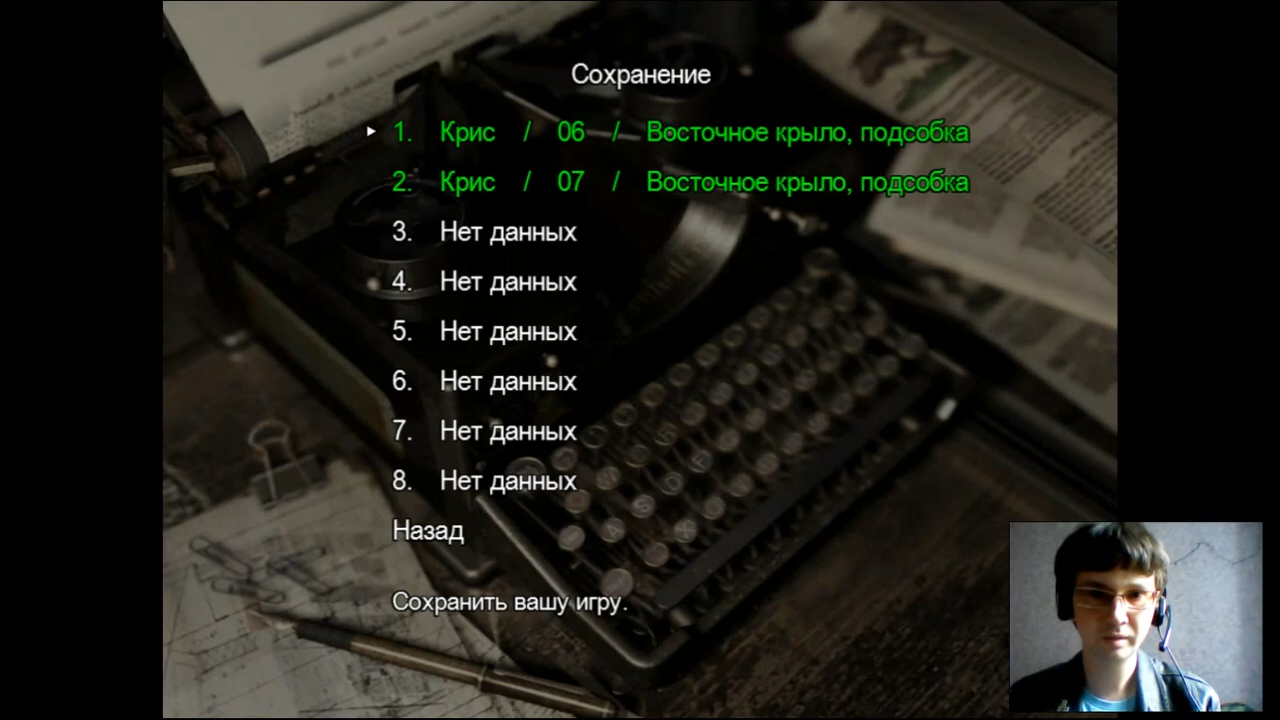 Сохранение
1. Крис / 06 / Восточное крыло, подсобка
2. Крис / 07 / Восточное крыло, подсобка
3. Нет данных
4. Нет данных
5. Нет данных
6. Нет данных
7. Нет данных
8. Нет данных
Назад
Сохранить вашу игру.